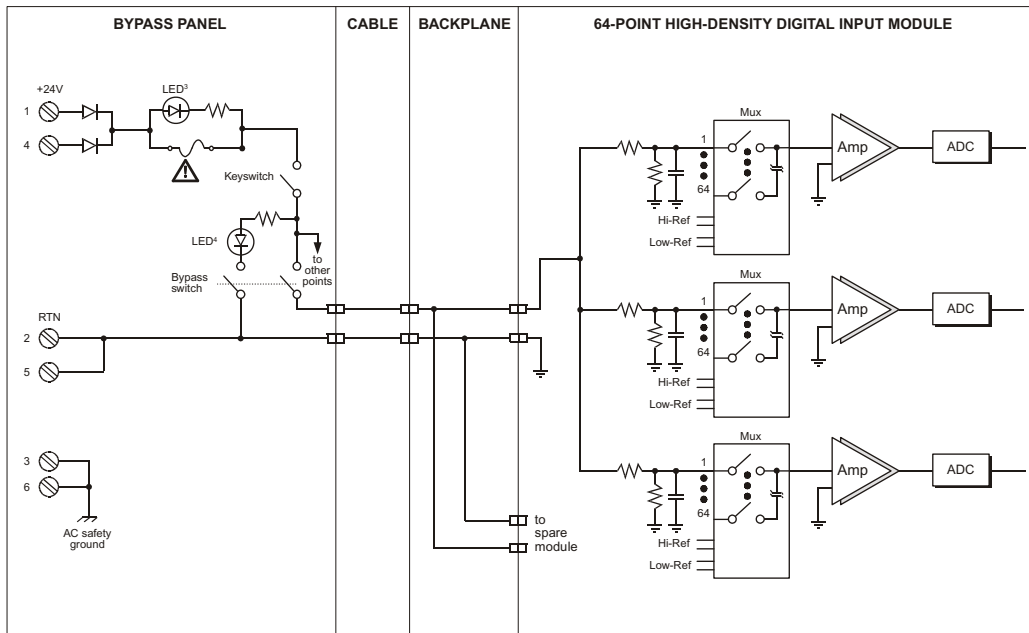 BYPASS PANEL
CABLE
BACKPLANE
64-POINT HIGH-DENSITY DIGITAL INPUT MODULE
+24V
1
4
LED³
!
Keyswitch
LED⁴
to
other
points
Bypass
switch
RTN
2
5
3
6
AC safety
ground
to
spare
module
Mux
1
64
Hi-Ref
Low-Ref
Amp
ADC
Mux
1
64
Hi-Ref
Low-Ref
Amp
ADC
Mux
1
64
Hi-Ref
Low-Ref
Amp
ADC